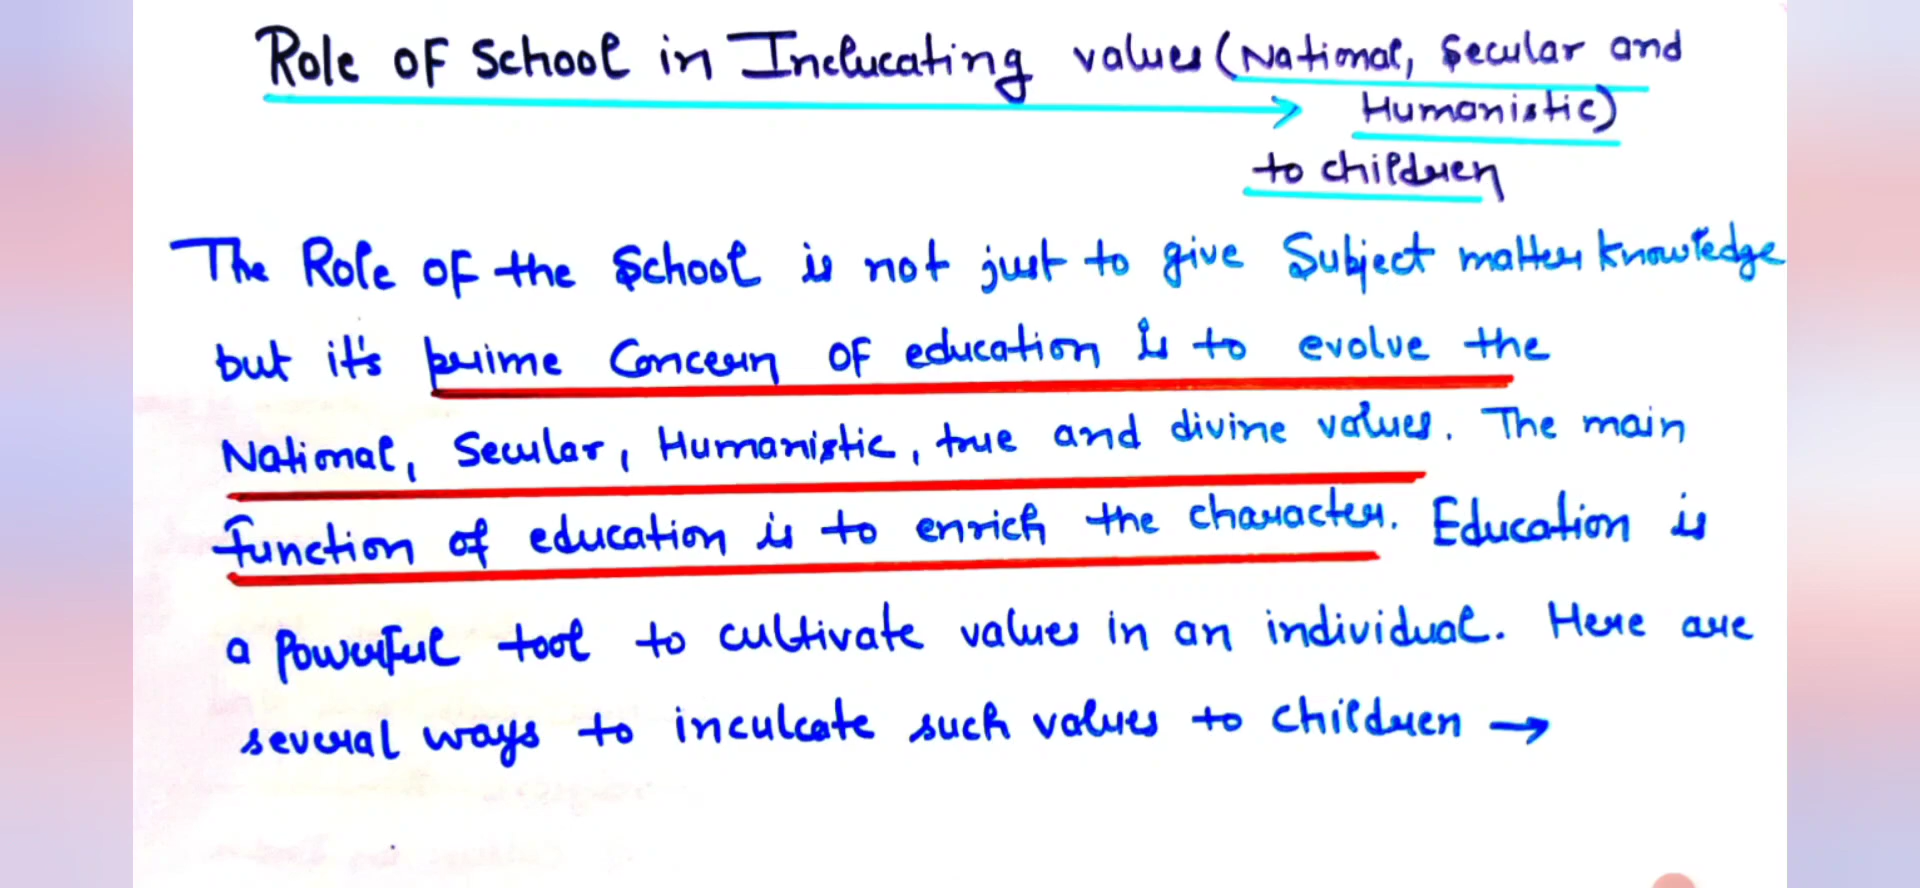 Role of School in Inclucating values (National, Secular and
Humanistic)
to children
The Role of the School is not just to give Subject matter knowledge
but it's prime concern of education is to evolve the
National, Secular, Humanistic, true and divine values. The main
function of education is to enrich the character. Education is
a powerful tool to cultivate values in an individual. Here are
several ways to inculcate such values to children →